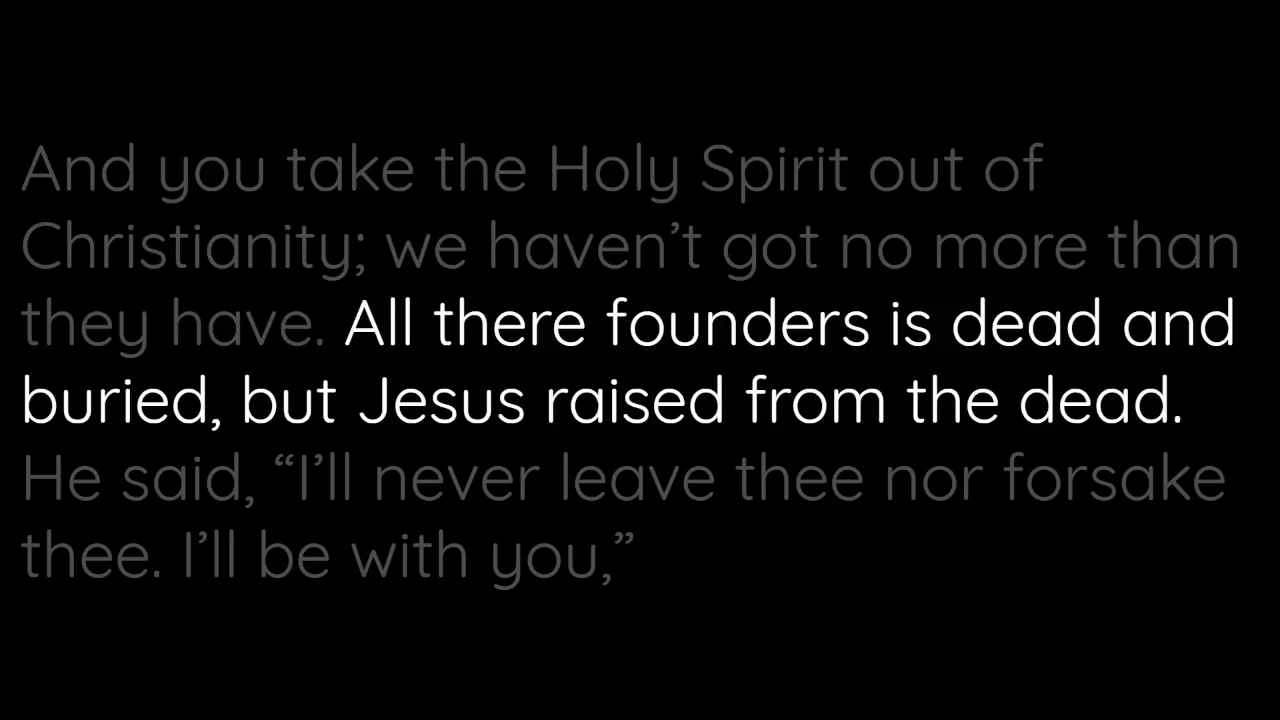 And you take the Holy Spirit out of
Christianity; we haven’t got no more than
they have. All there founders is dead and
buried, but Jesus raised from the dead.
He said, “I’ll never leave thee nor forsake
thee. I’ll be with you,”